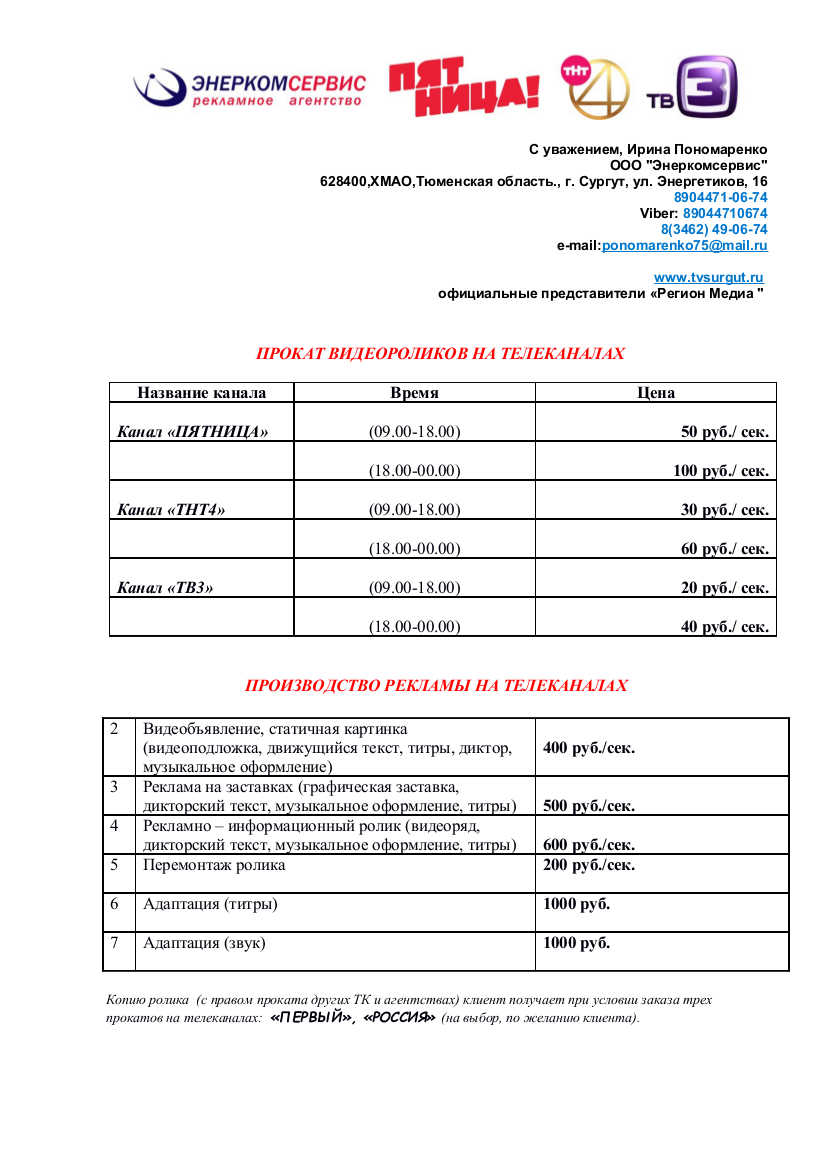 ЭНЕРКОМСЕРВИС
рекламное агентство
ПЯТ
НИЦА!
ТНТ
4
ТВ
3
С уважением, Ирина Пономаренко
ООО "Энеркомсервис"
628400,ХМАО,Тюменская область., г. Сургут, ул. Энергетиков, 16
8904471-06-74
Viber: 89044710674
8(3462) 49-06-74
e-mail:ponomarenko75@mail.ru
www.tvsurgut.ru
официальные представители «Регион Медиа "
ПРОКАТ ВИДЕОРОЛИКОВ НА ТЕЛЕКАНАЛАХ
Название канала Время Цена
Канал «ПЯТНИЦА» (09.00-18.00) 50 руб./ сек.
(18.00-00.00) 100 руб./ сек.
Канал «ТНТ4» (09.00-18.00) 30 руб./ сек.
(18.00-00.00) 60 руб./ сек.
Канал «ТВ3» (09.00-18.00) 20 руб./ сек.
(18.00-00.00) 40 руб./ сек.
ПРОИЗВОДСТВО РЕКЛАМЫ НА ТЕЛЕКАНАЛАХ
2 Видеобъявление, статичная картинка
(видеоподложка, движущийся текст, титры, диктор, 400 руб./сек.
музыкальное оформление)
3 Реклама на заставках (графическая заставка,
дикторский текст, музыкальное оформление, титры) 500 руб./сек.
4 Рекламно – информационный ролик (видеоряд,
дикторский текст, музыкальное оформление, титры) 600 руб./сек.
5 Перемонтаж ролика 200 руб./сек.
6 Адаптация (титры) 1000 руб.
7 Адаптация (звук) 1000 руб.
Копию ролика (с правом проката других ТК и агентствах) клиент получает при условии заказа трех
прокатов на телеканалах: «ПЕРВЫЙ», «РОССИЯ» (на выбор, по желанию клиента).